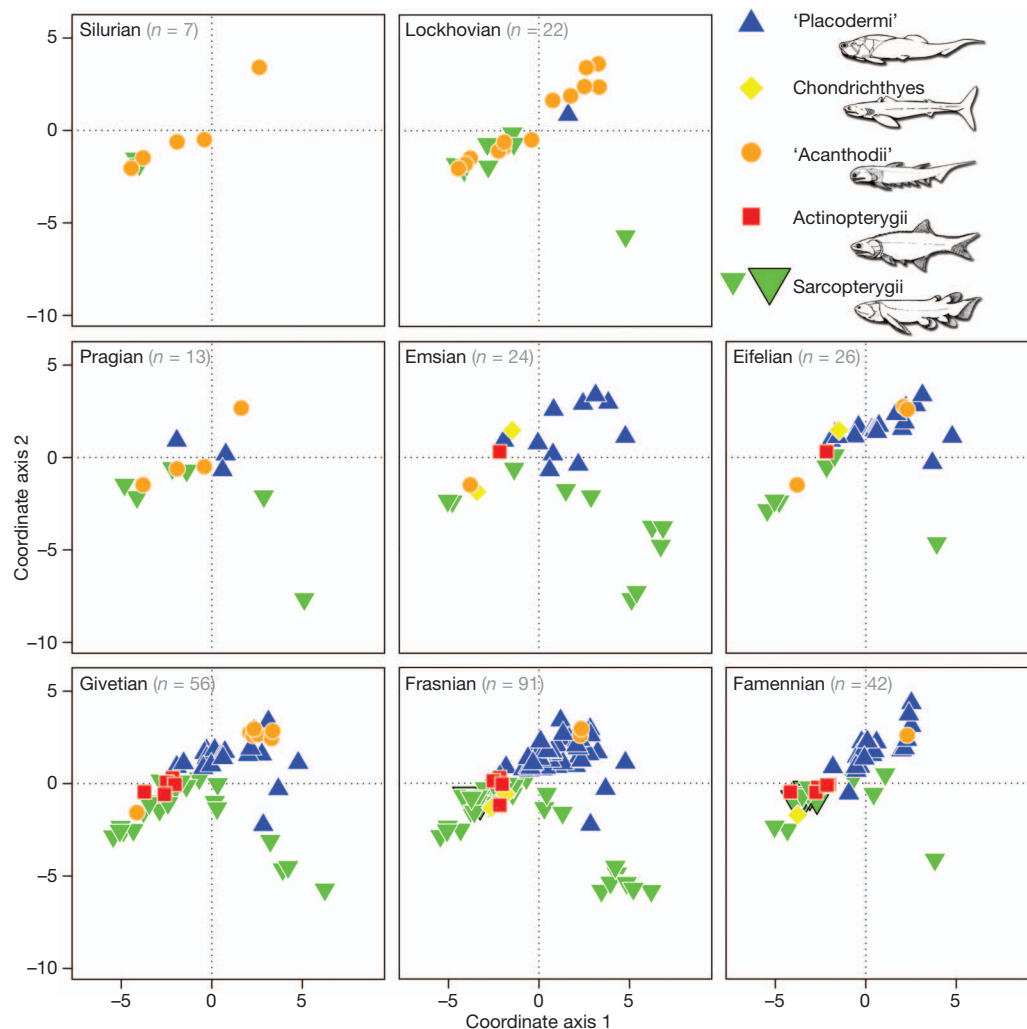 Silurian (n = 7)
Lockhovian (n = 22)
'Placodermi'
Chondrichthyes
'Acanthodii'
Actinopterygii
Sarcopterygii
5
0
−5
−10
Pragian (n = 13)
Emsian (n = 24)
Eifelian (n = 26)
5
0
−5
−10
Coordinate axis 2
Givetian (n = 56)
Frasnian (n = 91)
Famennian (n = 42)
5
0
−5
−10
−5 0 5 −5 0 5 −5 0 5
Coordinate axis 1